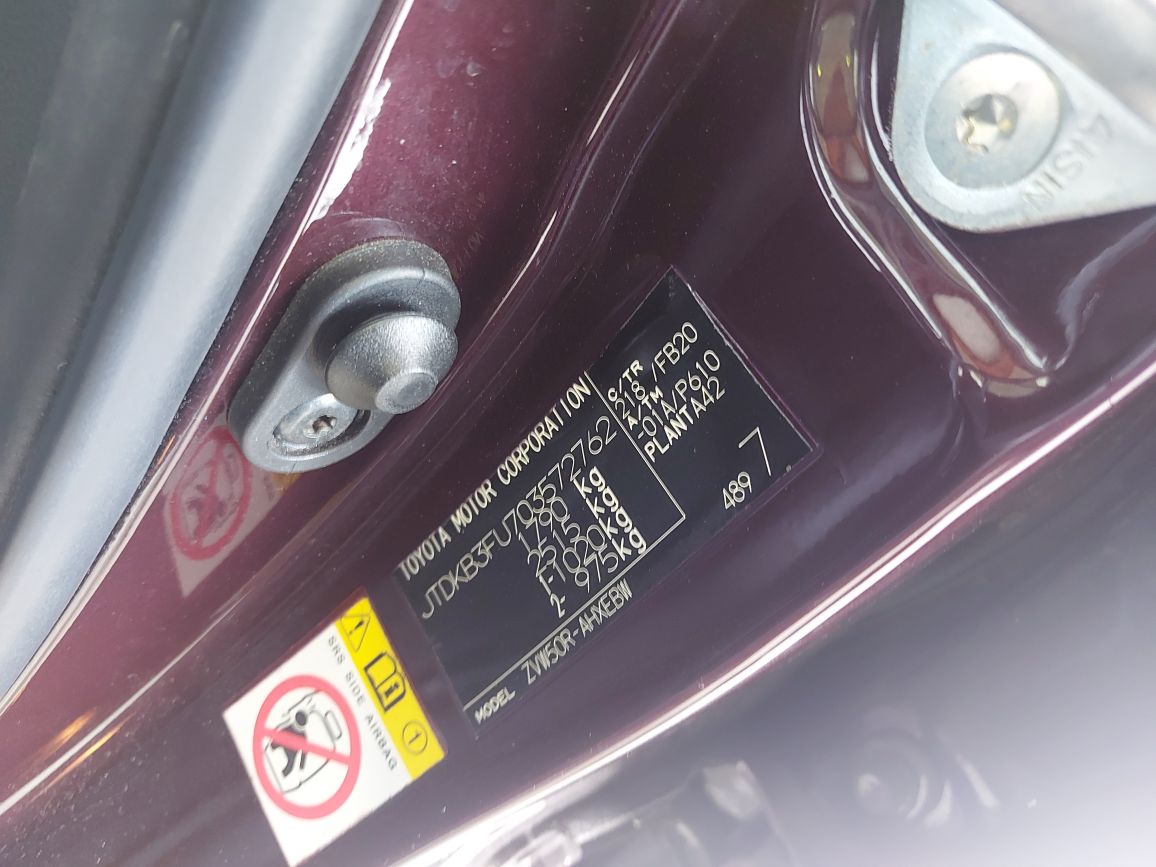 TOYOTA MOTOR CORPORATION
JTDKB3FU703572762
1780 kg
2515 kg
1-1020kg
2- 975kg
C/TR
218 /FB20
A/TM
-01A/P610
PLANTA42
489 7
MODEL ZVW50R-AHXEBW
SRS SIDE AIRBAG
AISIN